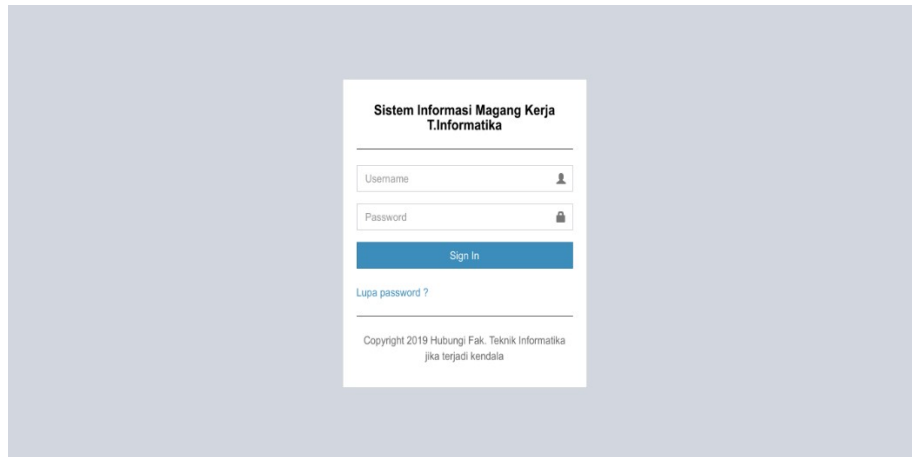 Sistem Informasi Magang Kerja
T.Informatika
Username
Password
Sign In
Lupa password ?
Copyright 2019 Hubungi Fak. Teknik Informatika
jika terjadi kendala